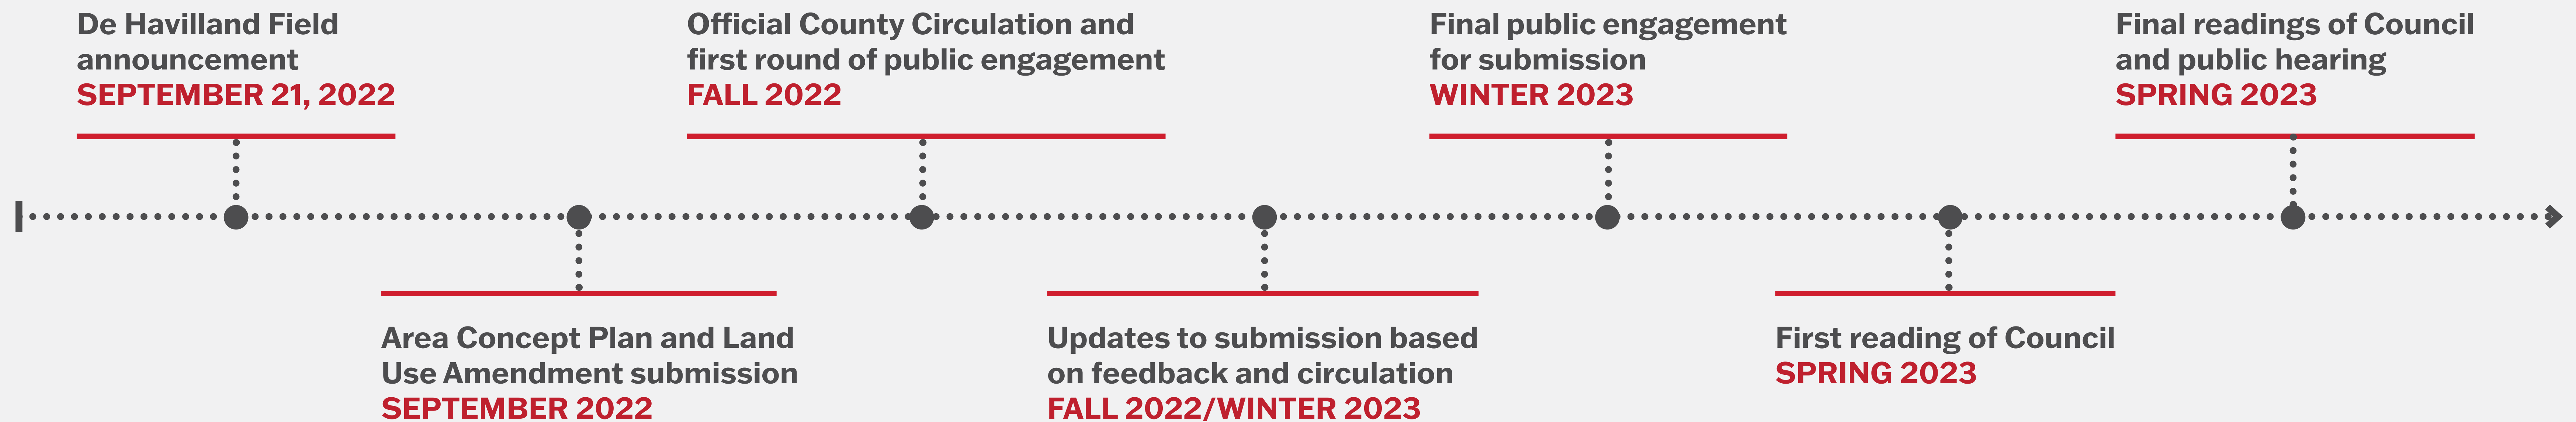 De Havilland Field
announcement
SEPTEMBER 21, 2022
Area Concept Plan and Land
Use Amendment submission
SEPTEMBER 2022
Official County Circulation and
first round of public engagement
FALL 2022
Updates to submission based
on feedback and circulation
FALL 2022/WINTER 2023
Final public engagement
for submission
WINTER 2023
First reading of Council
SPRING 2023
Final readings of Council
and public hearing
SPRING 2023